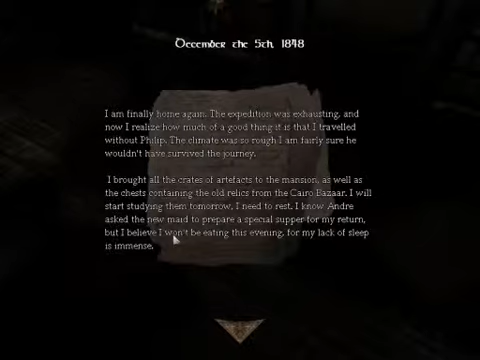 December the 5th, 1848
I am finally home again. The expedition was exhausting, and
now I realize how much of a good thing it is that I travelled
without Philip. The climate was so rough I am fairly sure he
wouldn't have survived the journey.
I brought all the crates of artefacts to the mansion, as well as
the chests containing the old relics from the Cairo Bazaar. I will
start studying them tomorrow, I need to rest. I know Andre
asked the new maid to prepare a special supper for my return,
but I believe I won't be eating this evening, for my lack of sleep
is immense.